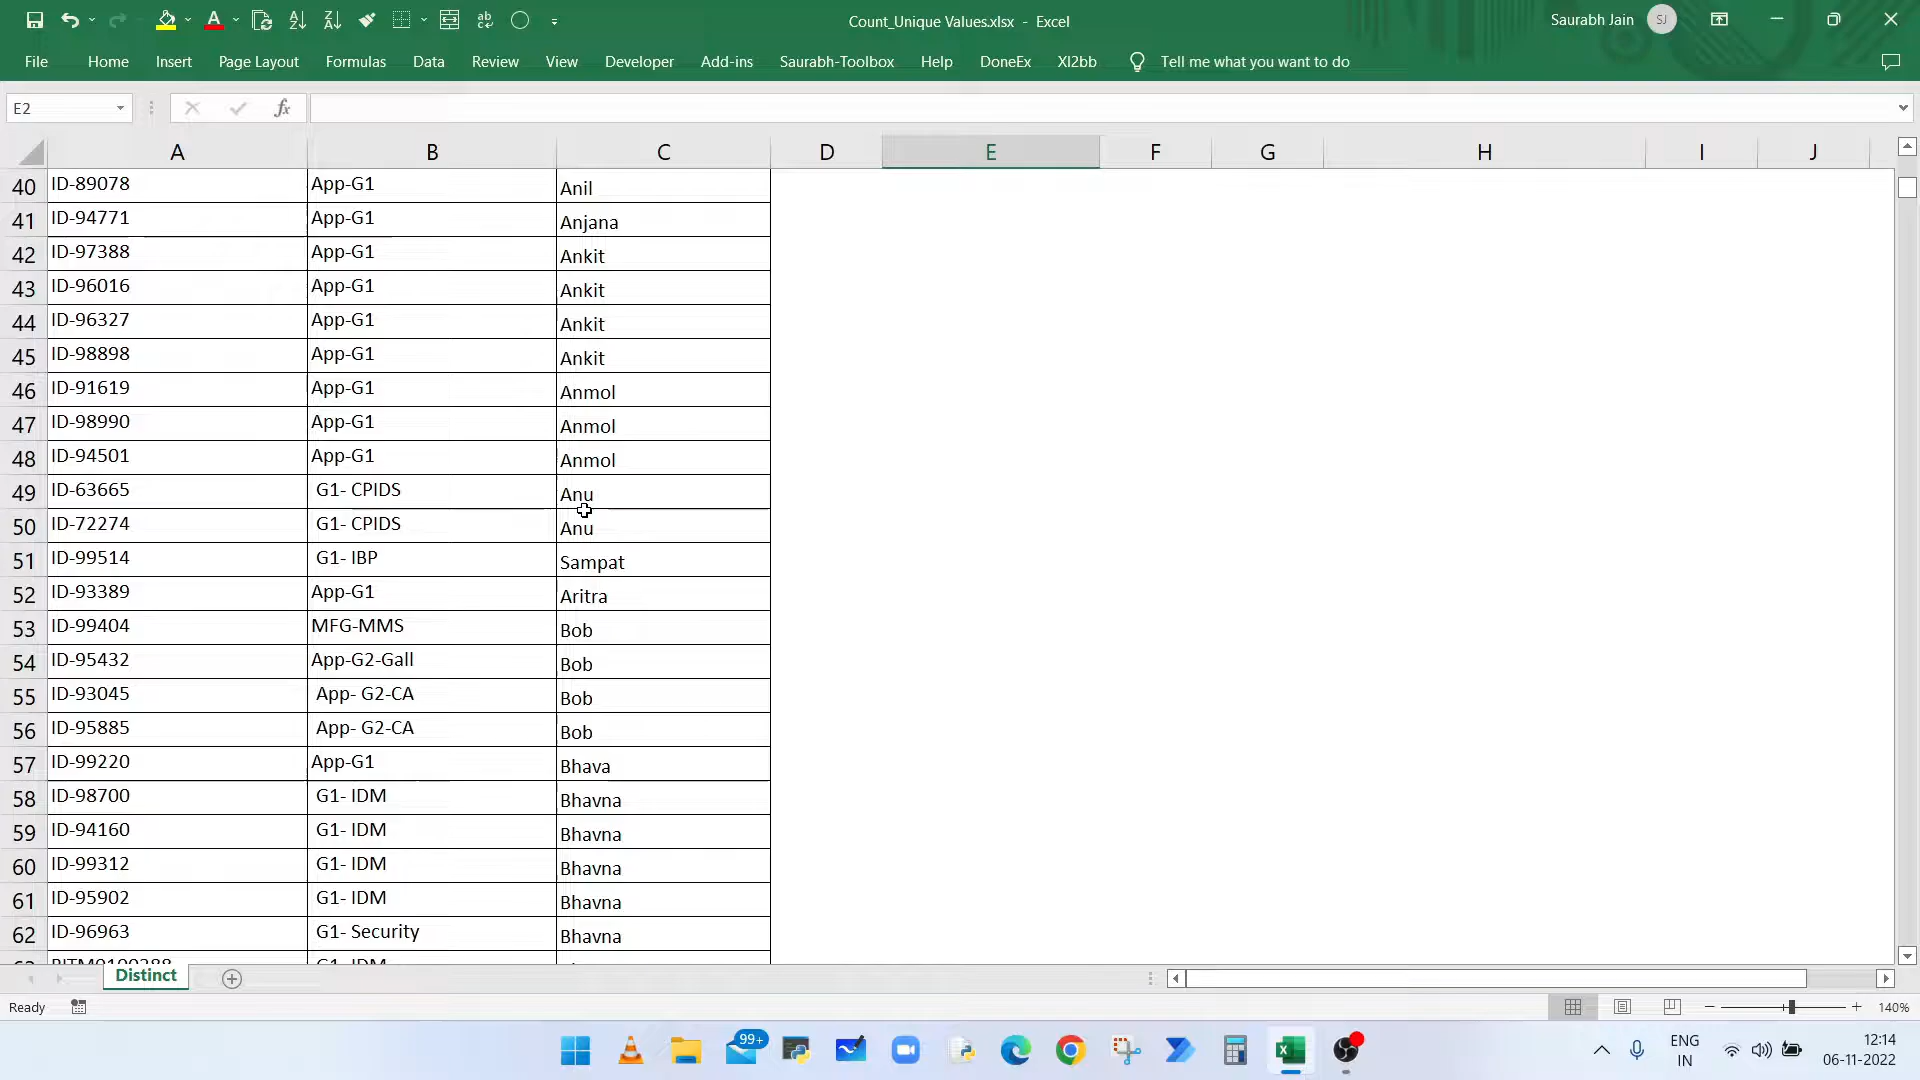 Count_Unique Values.xlsx - Excel
Saurabh Jain
SJ
File Home Insert Page Layout Formulas Data Review View Developer Add-ins Saurabh-Toolbox Help DoneEx Xl2bb Tell me what you want to do
E2 fx
A B C D E F G H I J
40 ID-89078 App-G1 Anil
41 ID-94771 App-G1 Anjana
42 ID-97388 App-G1 Ankit
43 ID-96016 App-G1 Ankit
44 ID-96327 App-G1 Ankit
45 ID-98898 App-G1 Ankit
46 ID-91619 App-G1 Anmol
47 ID-98990 App-G1 Anmol
48 ID-94501 App-G1 Anmol
49 ID-63665 G1- CPIDS Anu
50 ID-72274 G1- CPIDS Anu
51 ID-99514 G1- IBP Sampat
52 ID-93389 App-G1 Aritra
53 ID-99404 MFG-MMS Bob
54 ID-95432 App-G2-Gall Bob
55 ID-93045 App- G2-CA Bob
56 ID-95885 App- G2-CA Bob
57 ID-99220 App-G1 Bhava
58 ID-98700 G1- IDM Bhavna
59 ID-94160 G1- IDM Bhavna
60 ID-99312 G1- IDM Bhavna
61 ID-95902 G1- IDM Bhavna
62 ID-96963 G1- Security Bhavna
Distinct
Ready
140%
99+
ENG
IN
12:14
06-11-2022